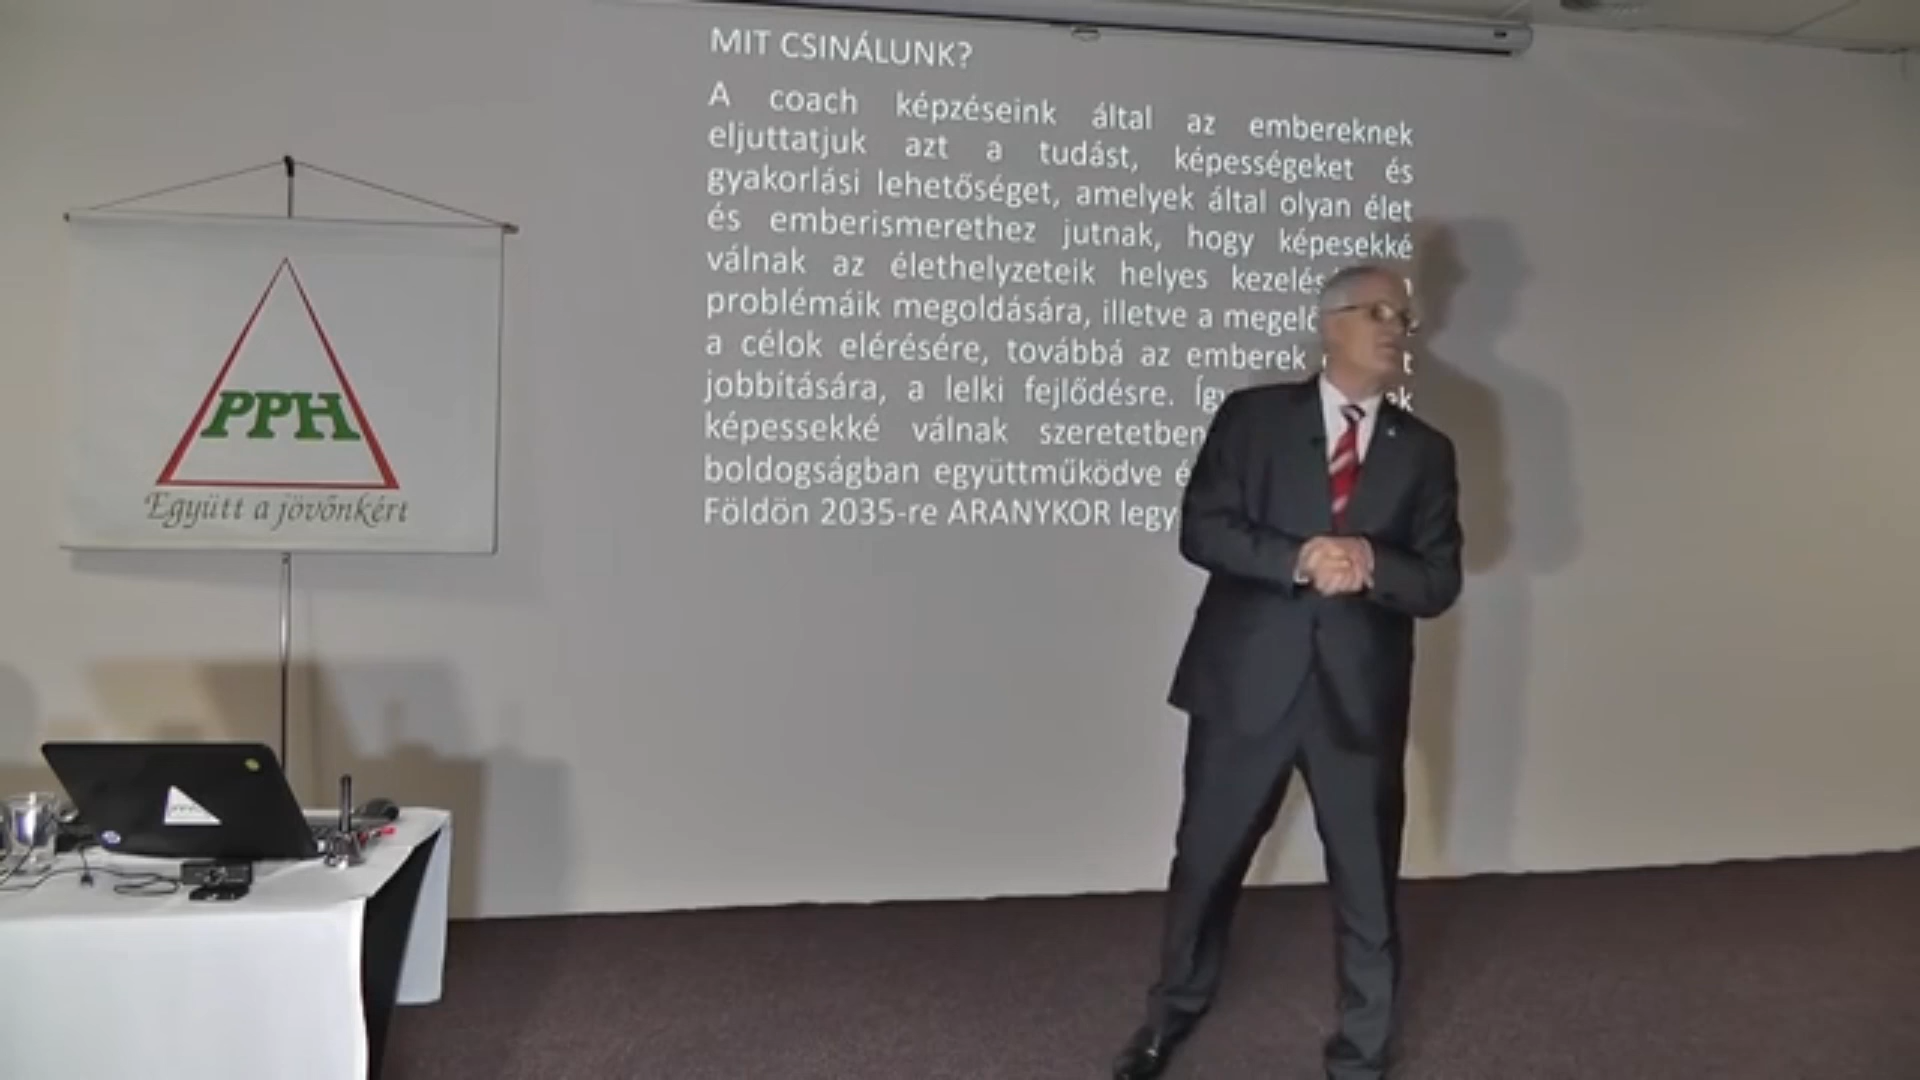 MIT CSINÁLUNK?
A coach képzéseink által az embereknek
eljuttatjuk azt a tudást, képességeket és
gyakorlási lehetőséget, amelyek által olyan élet
és emberismerethez jutnak, hogy képesekké
válnak az élethelyzeteik helyes
problémáik megoldására, illetve a
a célok elérésére, továbbá az emberek
jobbítására, a lelki fejlődésre.
képessekké válnak szeretetben
boldogságban együttműködve
Földön 2035-re ARANYKOR
PPH
Együtt a jövőnkért